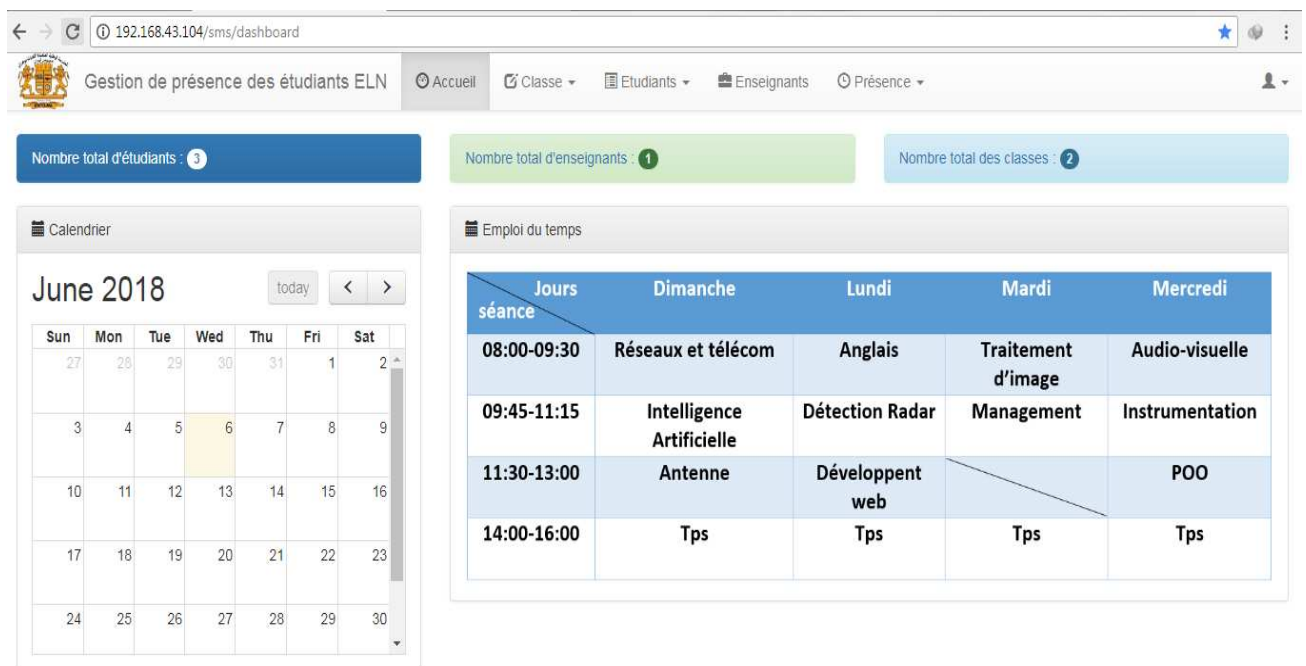 192.168.43.104/sms/dashboard
Gestion de présence des étudiants ELN Accueil Classe Etudiants Enseignants Présence
Nombre total d'étudiants : 3 Nombre total d'enseignants : 1 Nombre total des classes : 2
Calendrier
June 2018 today
Sun Mon Tue Wed Thu Fri Sat
27 28 29 30 31 1 2
3 4 5 6 7 8 9
10 11 12 13 14 15 16
17 18 19 20 21 22 23
24 25 26 27 28 29 30
Emploi du temps
Jours séance Dimanche Lundi Mardi Mercredi
08:00-09:30 Réseaux et télécom Anglais Traitement d'image Audio-visuelle
09:45-11:15 Intelligence Artificielle Détection Radar Management Instrumentation
11:30-13:00 Antenne Développent web POO
14:00-16:00 Tps Tps Tps Tps